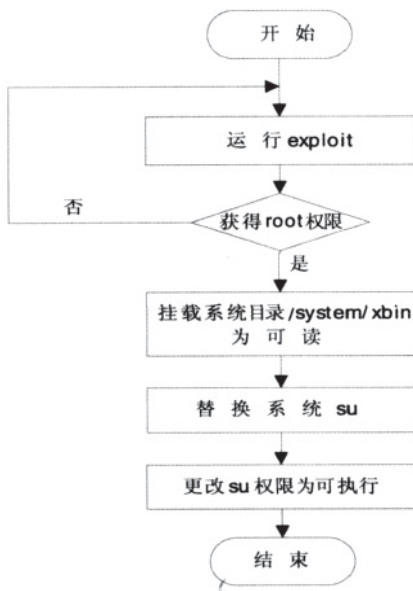 开 始
运 行 exploit
获得root权限
否
是
挂载系统目录/system/xbin
为 可 读
替 换 系 统 su
更改su权限为可执行
结 束